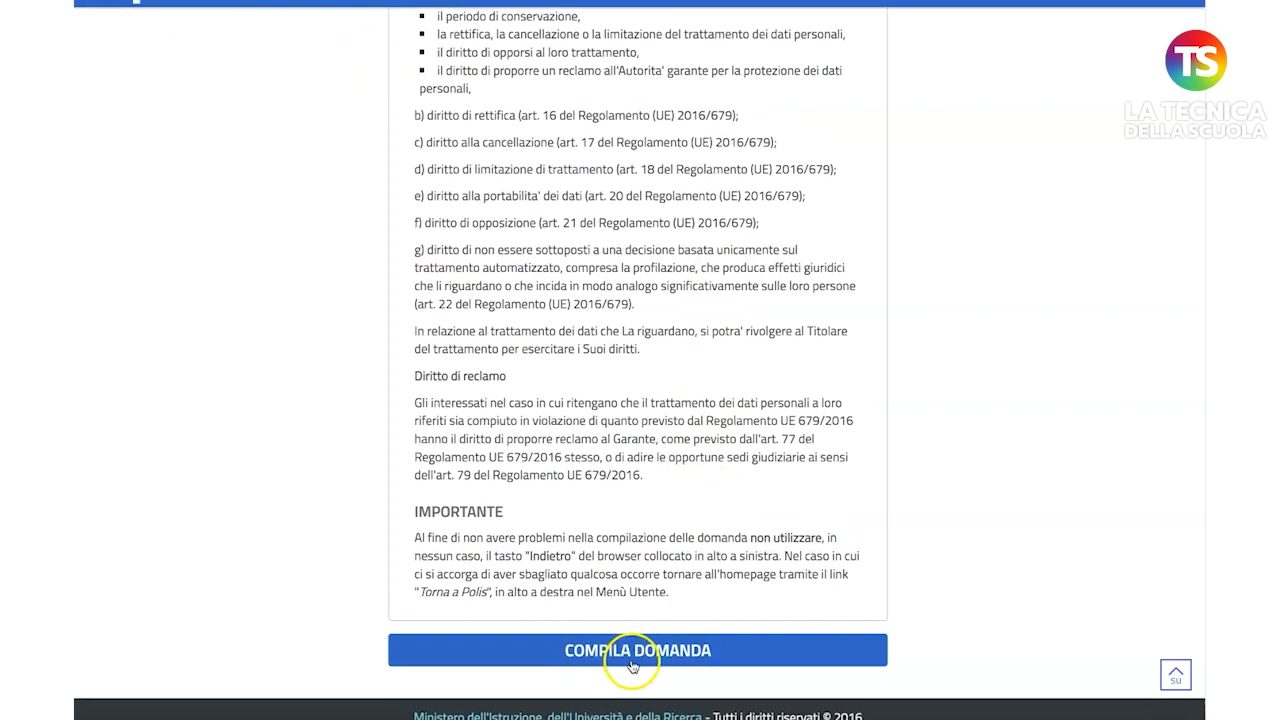 il periodo di conservazione,
la rettifica, la cancellazione o la limitazione del trattamento dei dati personali,
il diritto di opporsi al loro trattamento,
il diritto di proporre un reclamo all'Autorita' garante per la protezione dei dati
personali,
b) diritto di rettifica (art. 16 del Regolamento (UE) 2016/679);
c) diritto alla cancellazione (art. 17 del Regolamento (UE) 2016/679);
d) diritto di limitazione di trattamento (art. 18 del Regolamento (UE) 2016/679);
e) diritto alla portabilita' dei dati (art. 20 del Regolamento (UE) 2016/679);
f) diritto di opposizione (art. 21 del Regolamento (UE) 2016/679);
g) diritto di non essere sottoposti a una decisione basata unicamente sul
trattamento automatizzato, compresa la profilazione, che produca effetti giuridici
che li riguardano o che incida in modo analogo significativamente sulle loro persone
(art. 22 del Regolamento (UE) 2016/679).
In relazione al trattamento dei dati che La riguardano, si potra' rivolgere al Titolare
del trattamento per esercitare i Suoi diritti.
Diritto di reclamo
Gli interessati nel caso in cui ritengano che il trattamento dei dati personali a loro
riferiti sia compiuto in violazione di quanto previsto dal Regolamento UE 679/2016
hanno il diritto di proporre reclamo al Garante, come previsto dall'art. 77 del
Regolamento UE 679/2016 stesso, o di adire le opportune sedi giudiziarie ai sensi
dell'art. 79 del Regolamento UE 679/2016.
IMPORTANTE
Al fine di non avere problemi nella compilazione delle domanda non utilizzare, in
nessun caso, il tasto "Indietro" del browser collocato in alto a sinistra. Nel caso in cui
ci si accorga di aver sbagliato qualcosa occorre tornare all'homepage tramite il link
"Torna a Polis", in alto a destra nel Menù Utente.
COMPILA DOMANDA
su
Ministero dell'Istruzione, dell'Università e della Ricerca - Tutti i diritti riservati © 2016
TS
LA TECNICA
DELLA SCUOLA